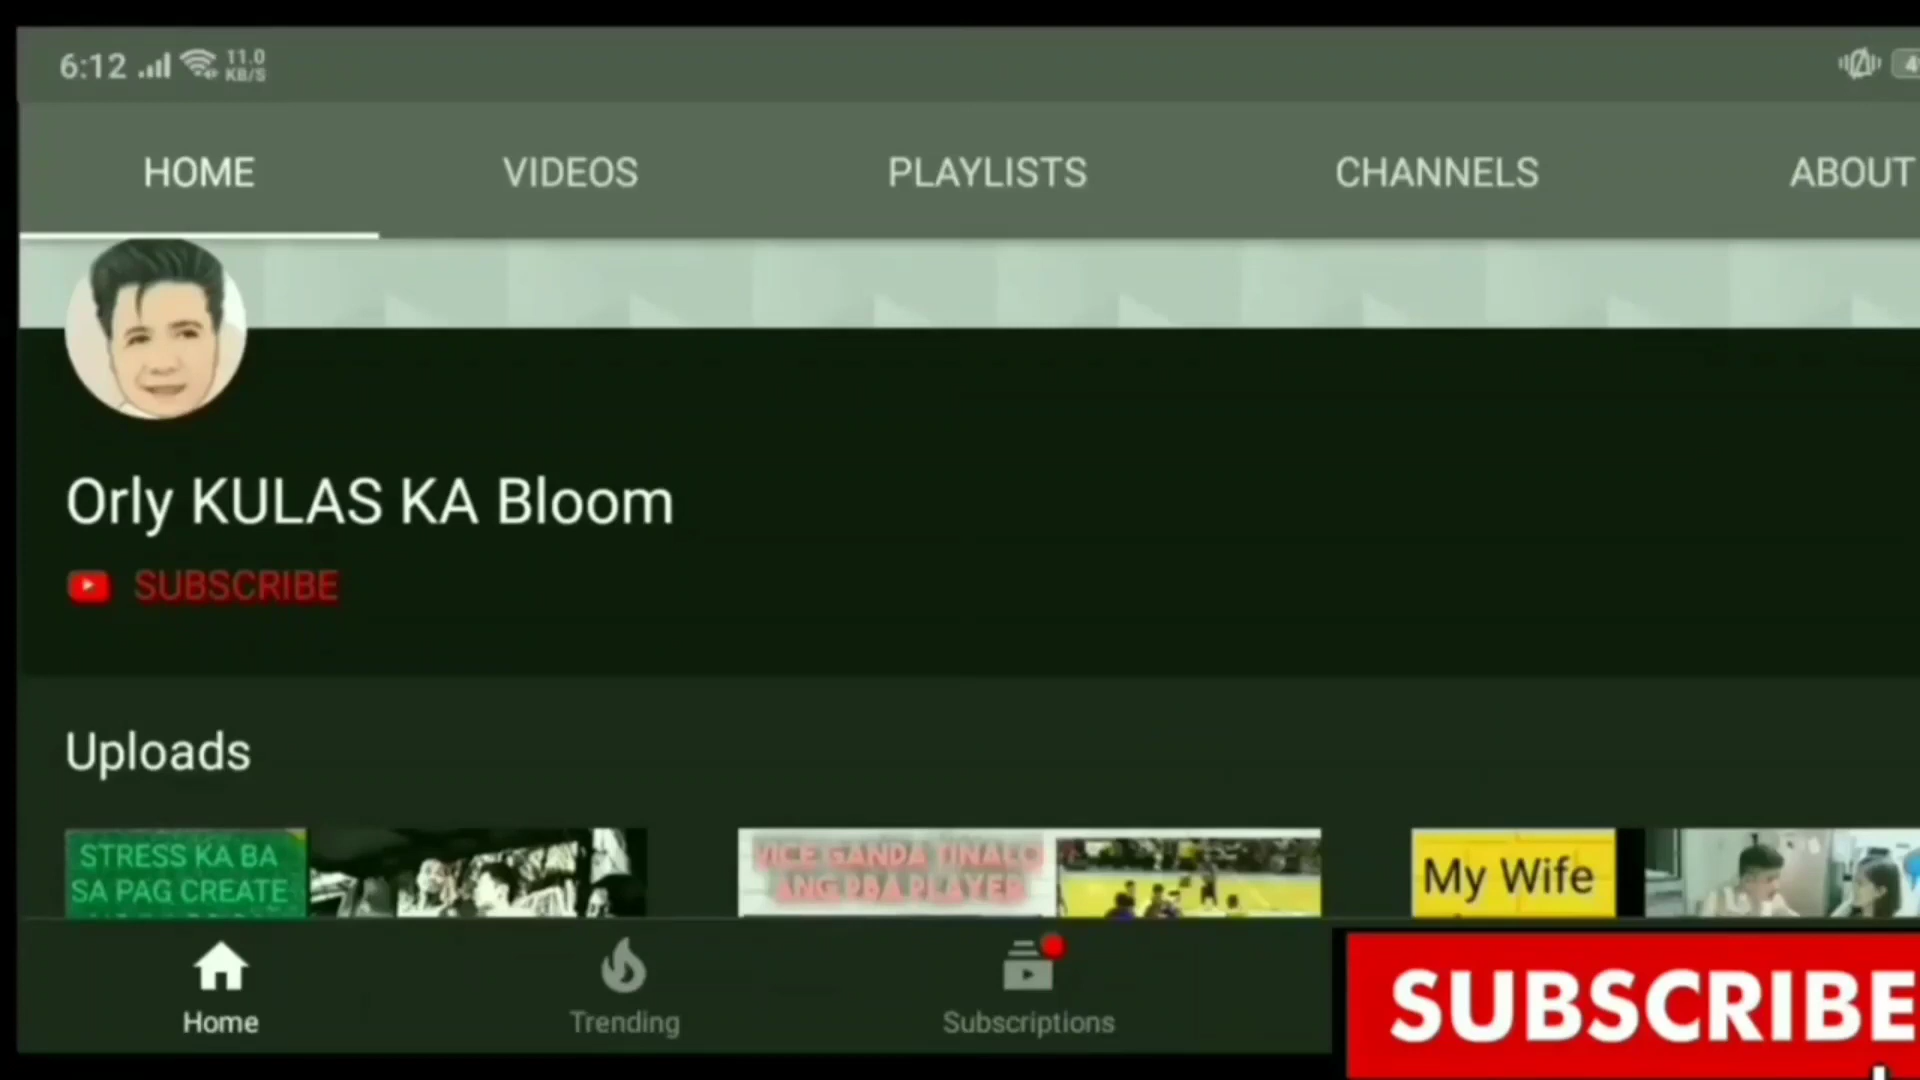 6:12 11.0 KB/S
HOME VIDEOS PLAYLISTS CHANNELS ABOUT
Orly KULAS KA Bloom
SUBSCRIBE
Uploads
STRESS KA BA
SA PAG CREATE
VICE GANDA TINALO
ANG PBA PLAYER
My Wife
Home Trending Subscriptions
SUBSCRIBE